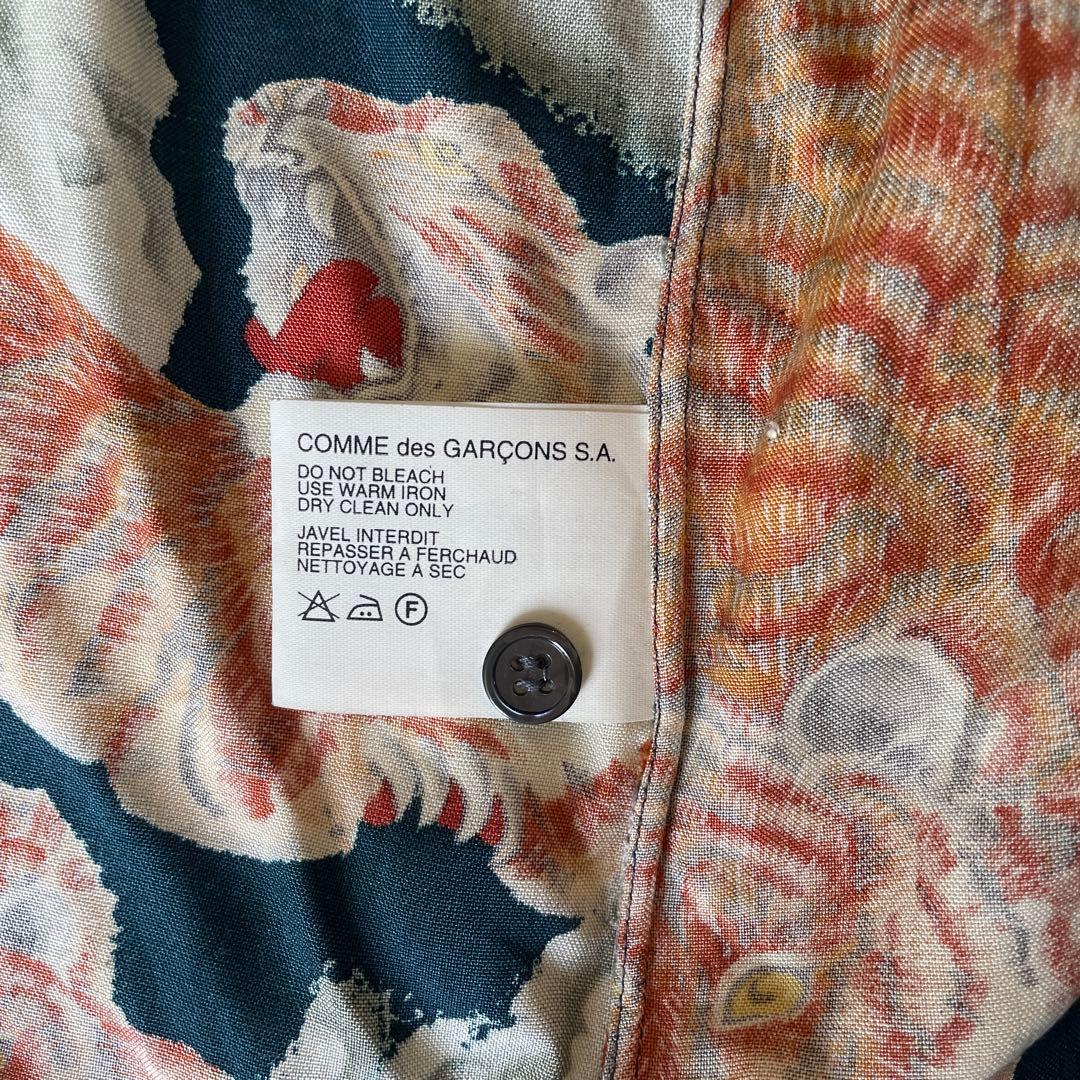 COMME des GARÇONS S.A.
DO NOT BLEACH
USE WARM IRON
DRY CLEAN ONLY
JAVEL INTERDIT
REPASSER A FERCHAUD
NETTOYAGE A SEC
F